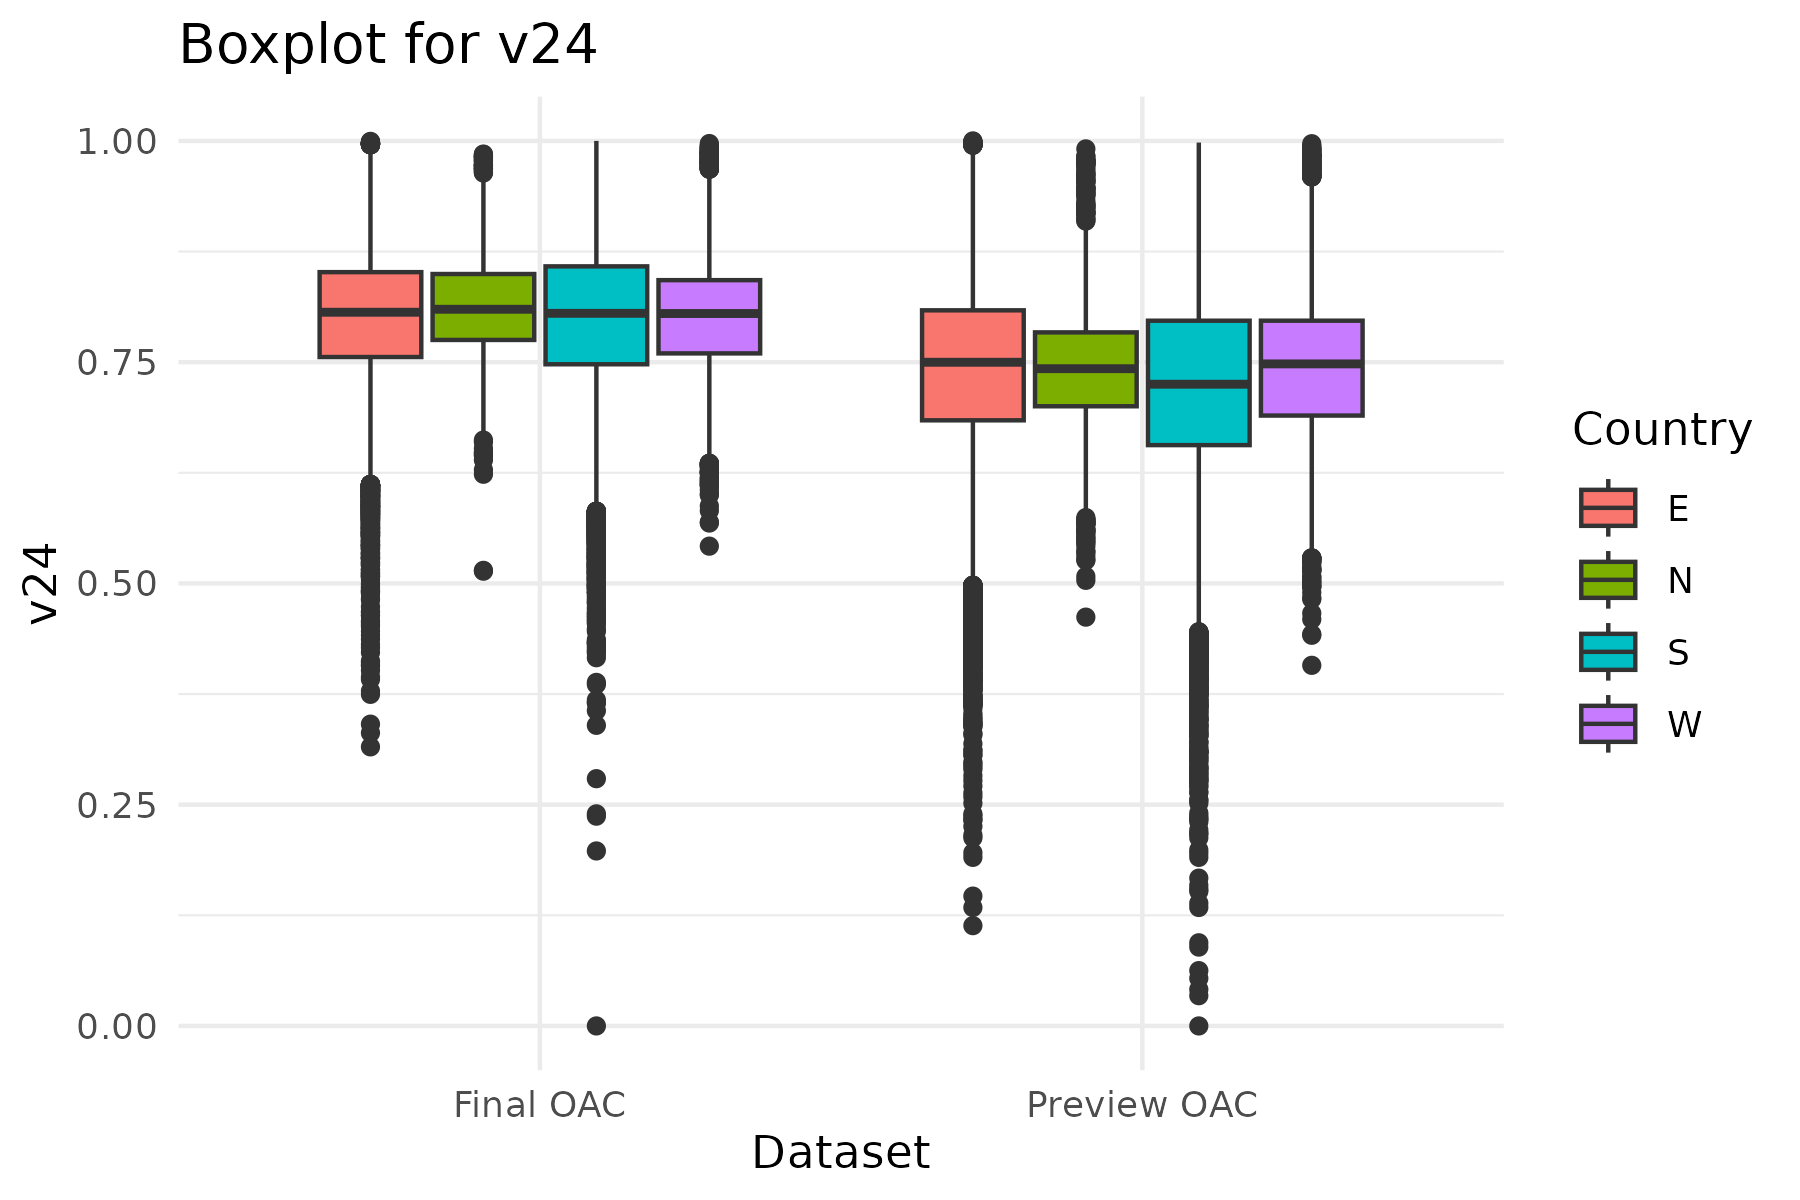 Boxplot for v24
1.00
0.75
0.50
0.25
0.00
v24
Final OAC
Preview OAC
Dataset
Country
E
N
S
W